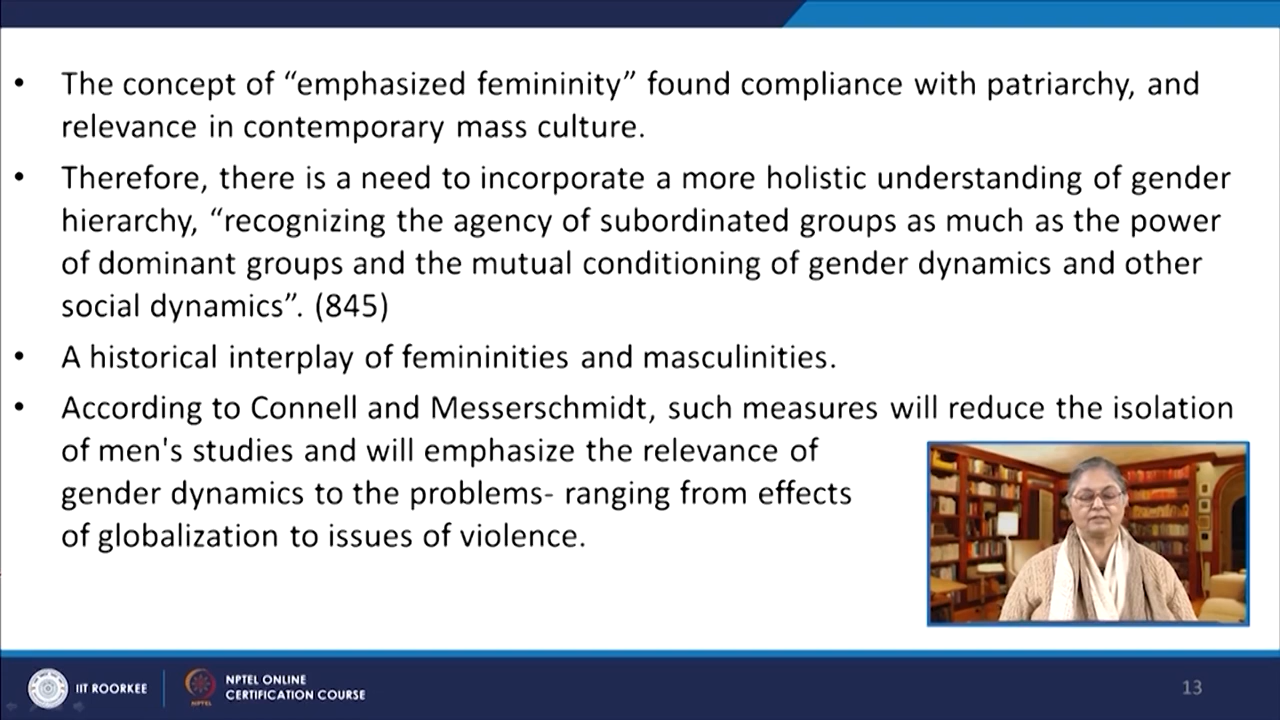 • The concept of “emphasized femininity” found compliance with patriarchy, and
relevance in contemporary mass culture.
• Therefore, there is a need to incorporate a more holistic understanding of gender
hierarchy, “recognizing the agency of subordinated groups as much as the power
of dominant groups and the mutual conditioning of gender dynamics and other
social dynamics”. (845)
• A historical interplay of femininities and masculinities.
• According to Connell and Messerschmidt, such measures will reduce the isolation
of men's studies and will emphasize the relevance of
gender dynamics to the problems- ranging from effects
of globalization to issues of violence.
IIT ROORKEE
NPTEL
NPTEL ONLINE
CERTIFICATION COURSE
13